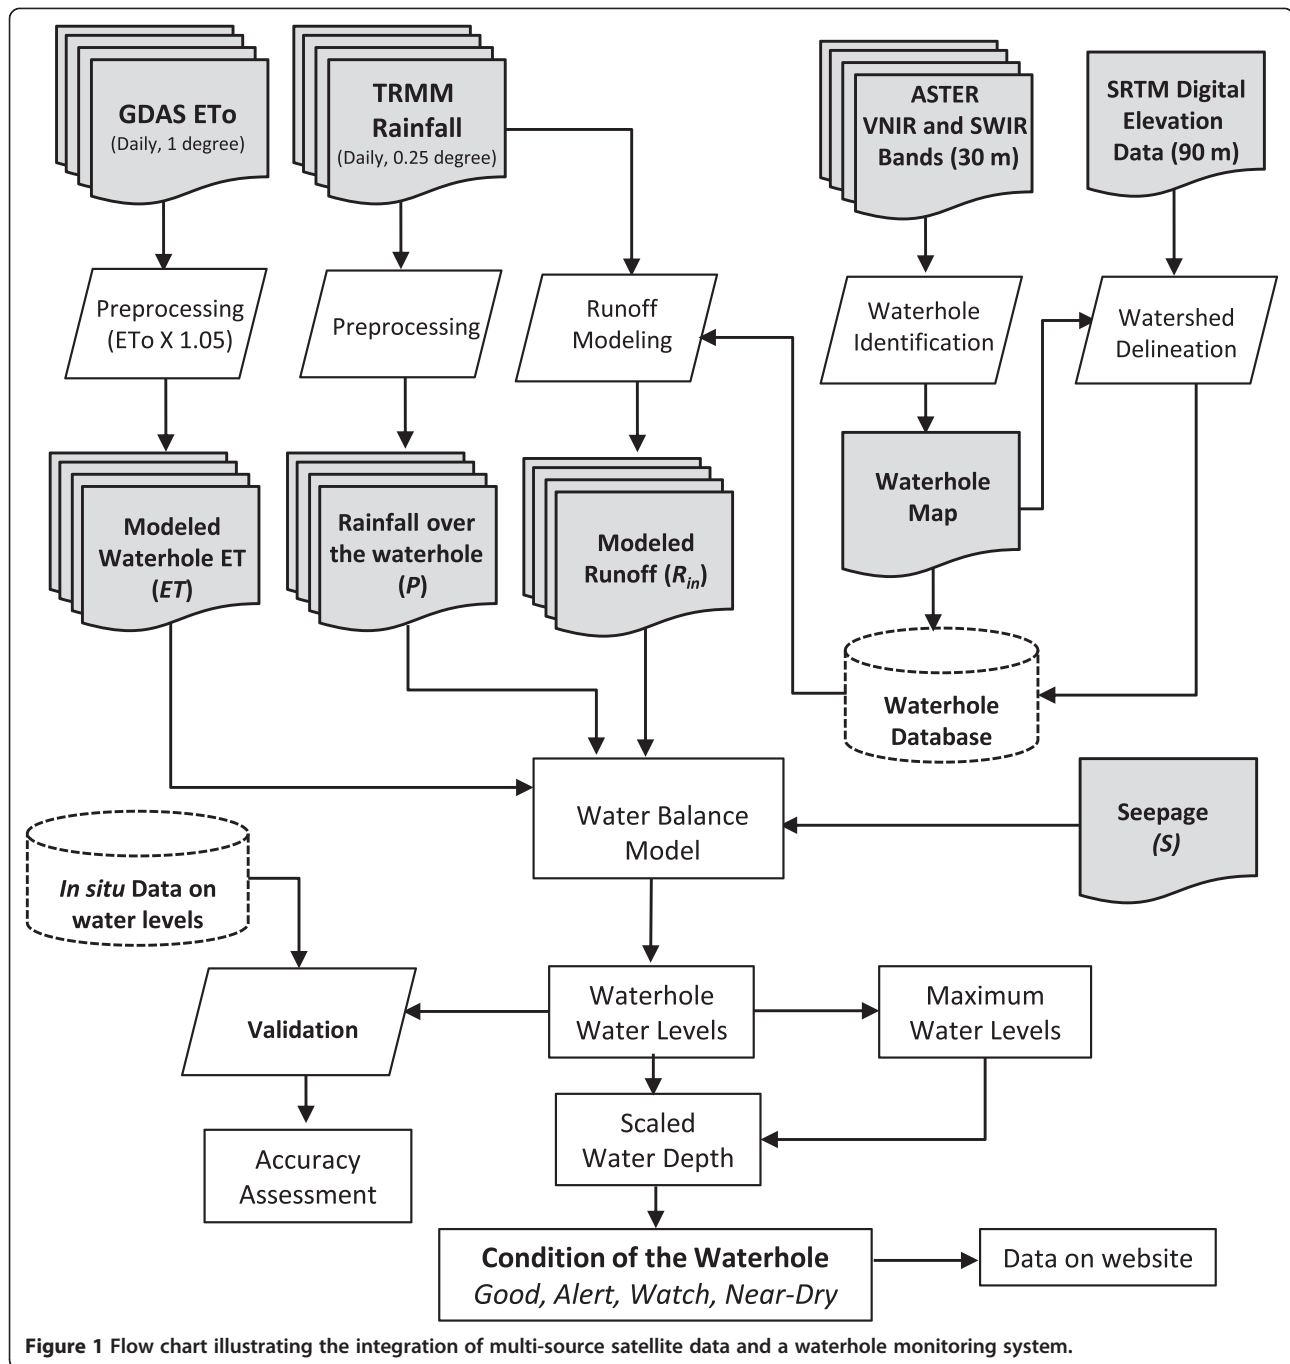 GDAS ETo
(Daily, 1 degree)
TRMM
Rainfall
(Daily, 0.25 degree)
ASTER
VNIR and SWIR
Bands (30 m)
SRTM Digital
Elevation
Data (90 m)
Preprocessing
(ETo X 1.05)
Preprocessing
Runoff
Modeling
Waterhole
Identification
Watershed
Delineation
Modeled
Waterhole ET
(ET)
Rainfall over
the waterhole
(P)
Modeled
Runoff (Rin)
Waterhole
Map
Waterhole
Database
Water Balance
Model
Seepage
(S)
In situ Data on
water levels
Validation
Waterhole
Water Levels
Maximum
Water Levels
Accuracy
Assessment
Scaled
Water Depth
Condition of the Waterhole
Good, Alert, Watch, Near-Dry
Data on website
Figure 1 Flow chart illustrating the integration of multi-source satellite data and a waterhole monitoring system.